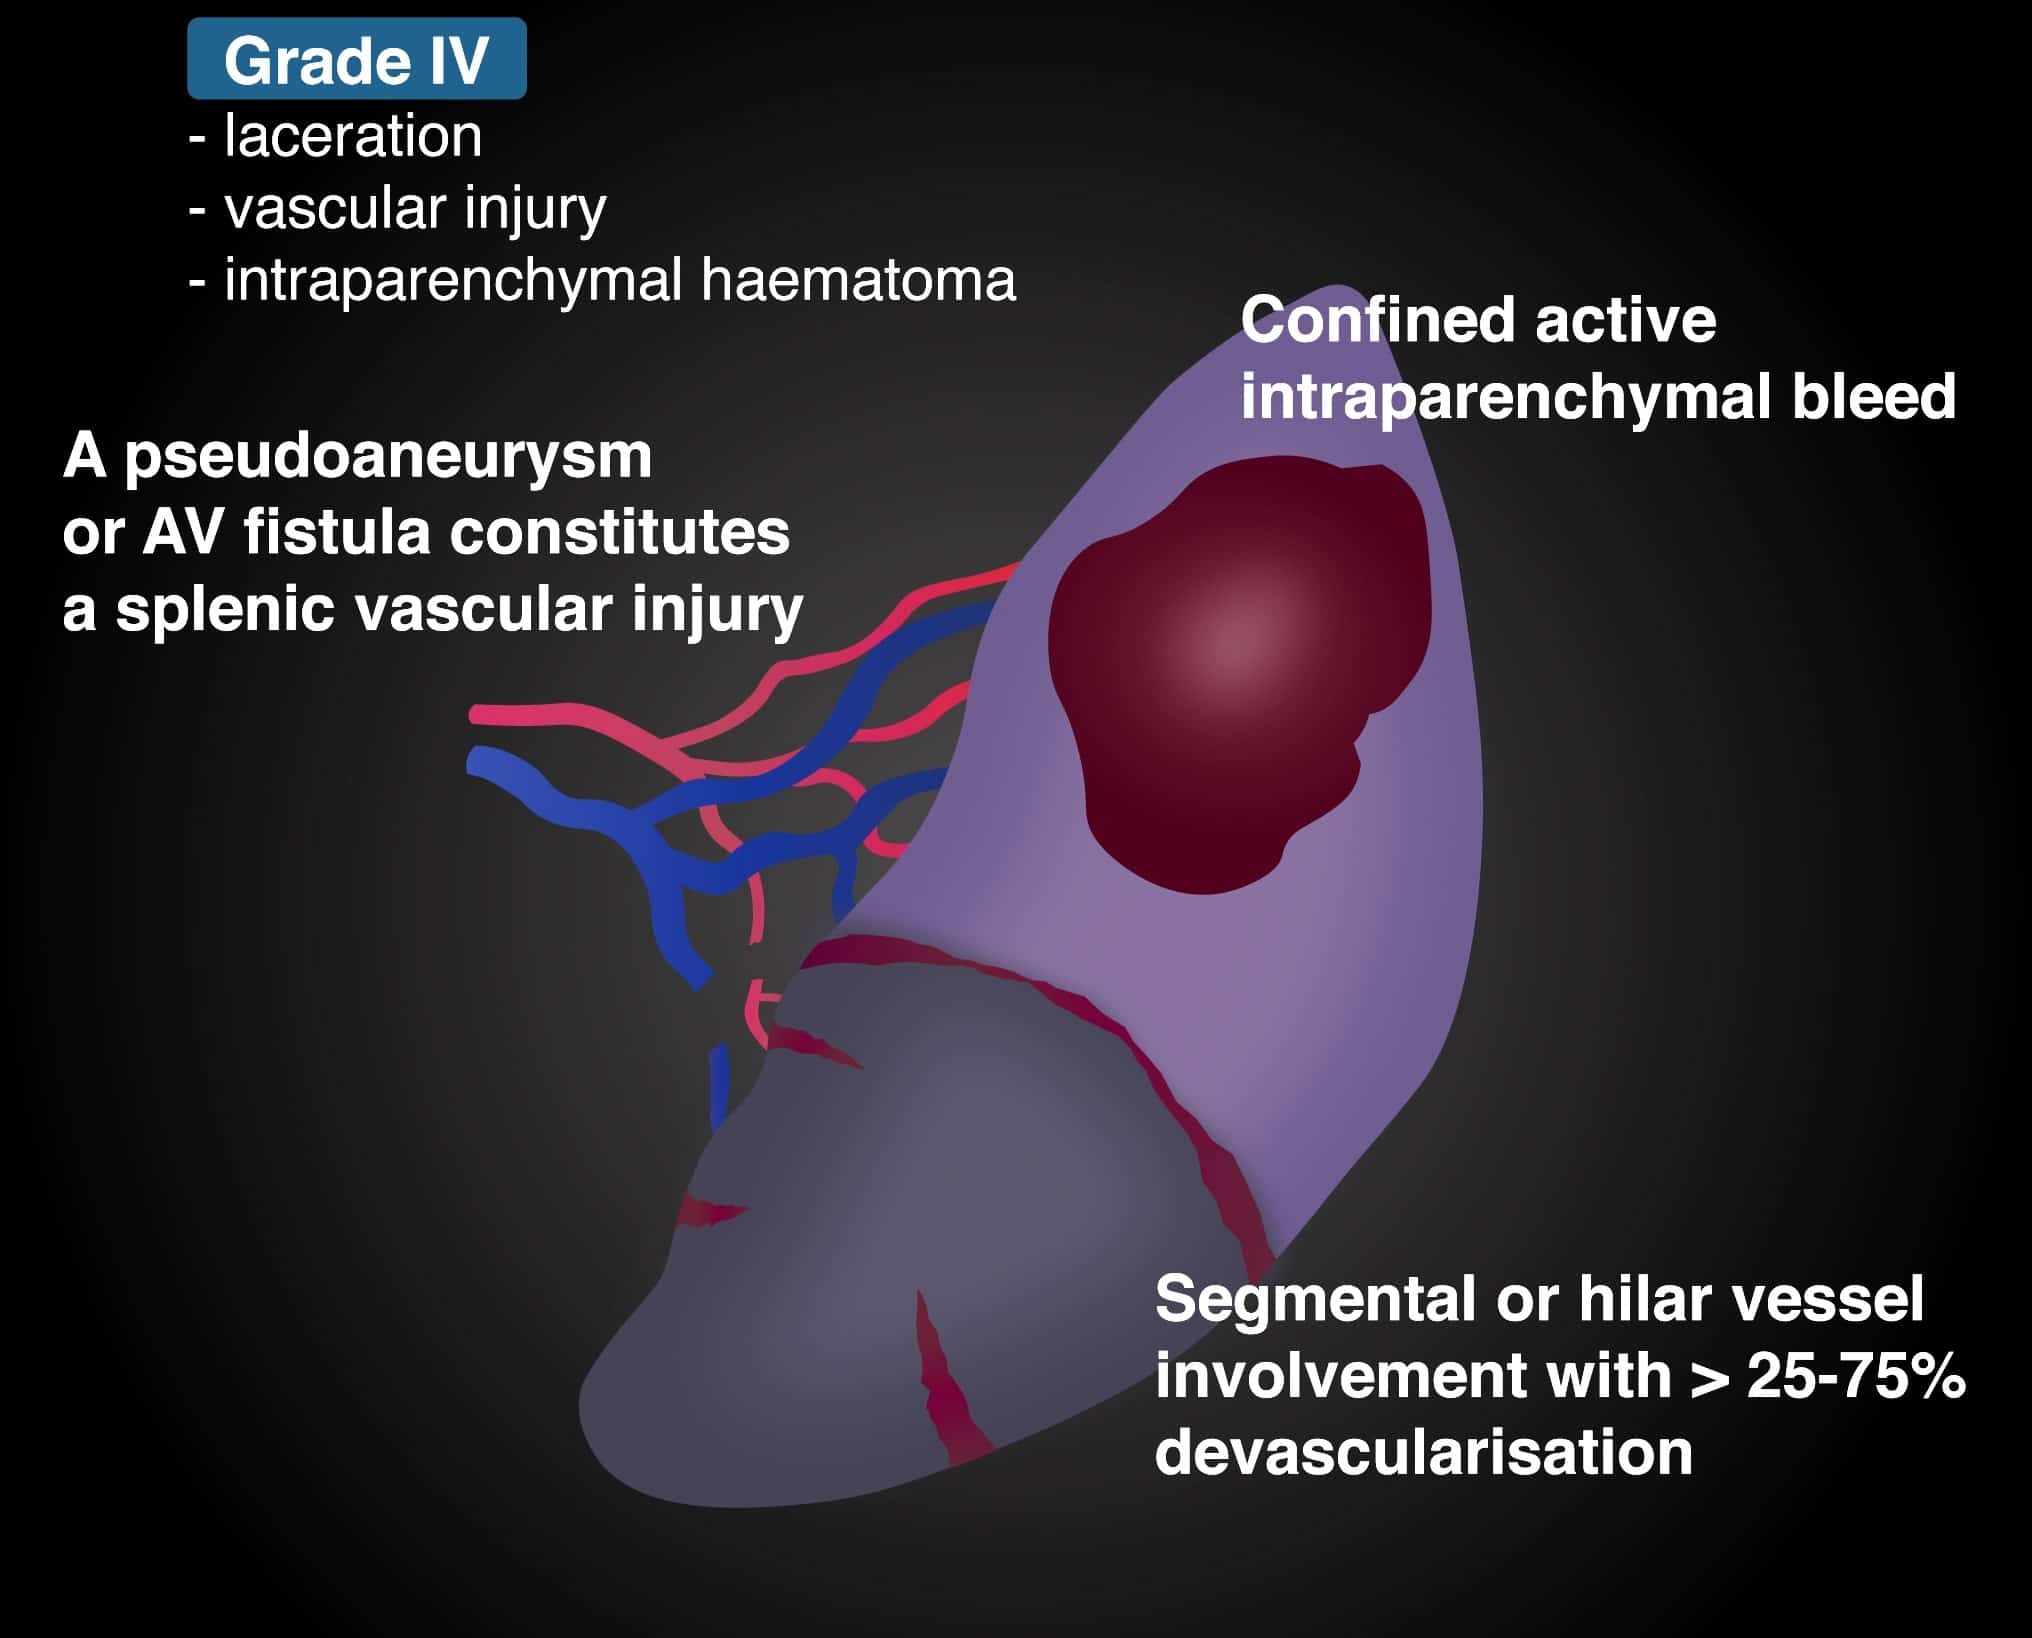 Grade IV
- laceration
- vascular injury
- intraparenchymal haematoma
Confined active
intraparenchymal bleed
A pseudoaneurysm
or AV fistula constitutes
a splenic vascular injury
Segmental or hilar vessel
involvement with > 25-75%
devascularisation